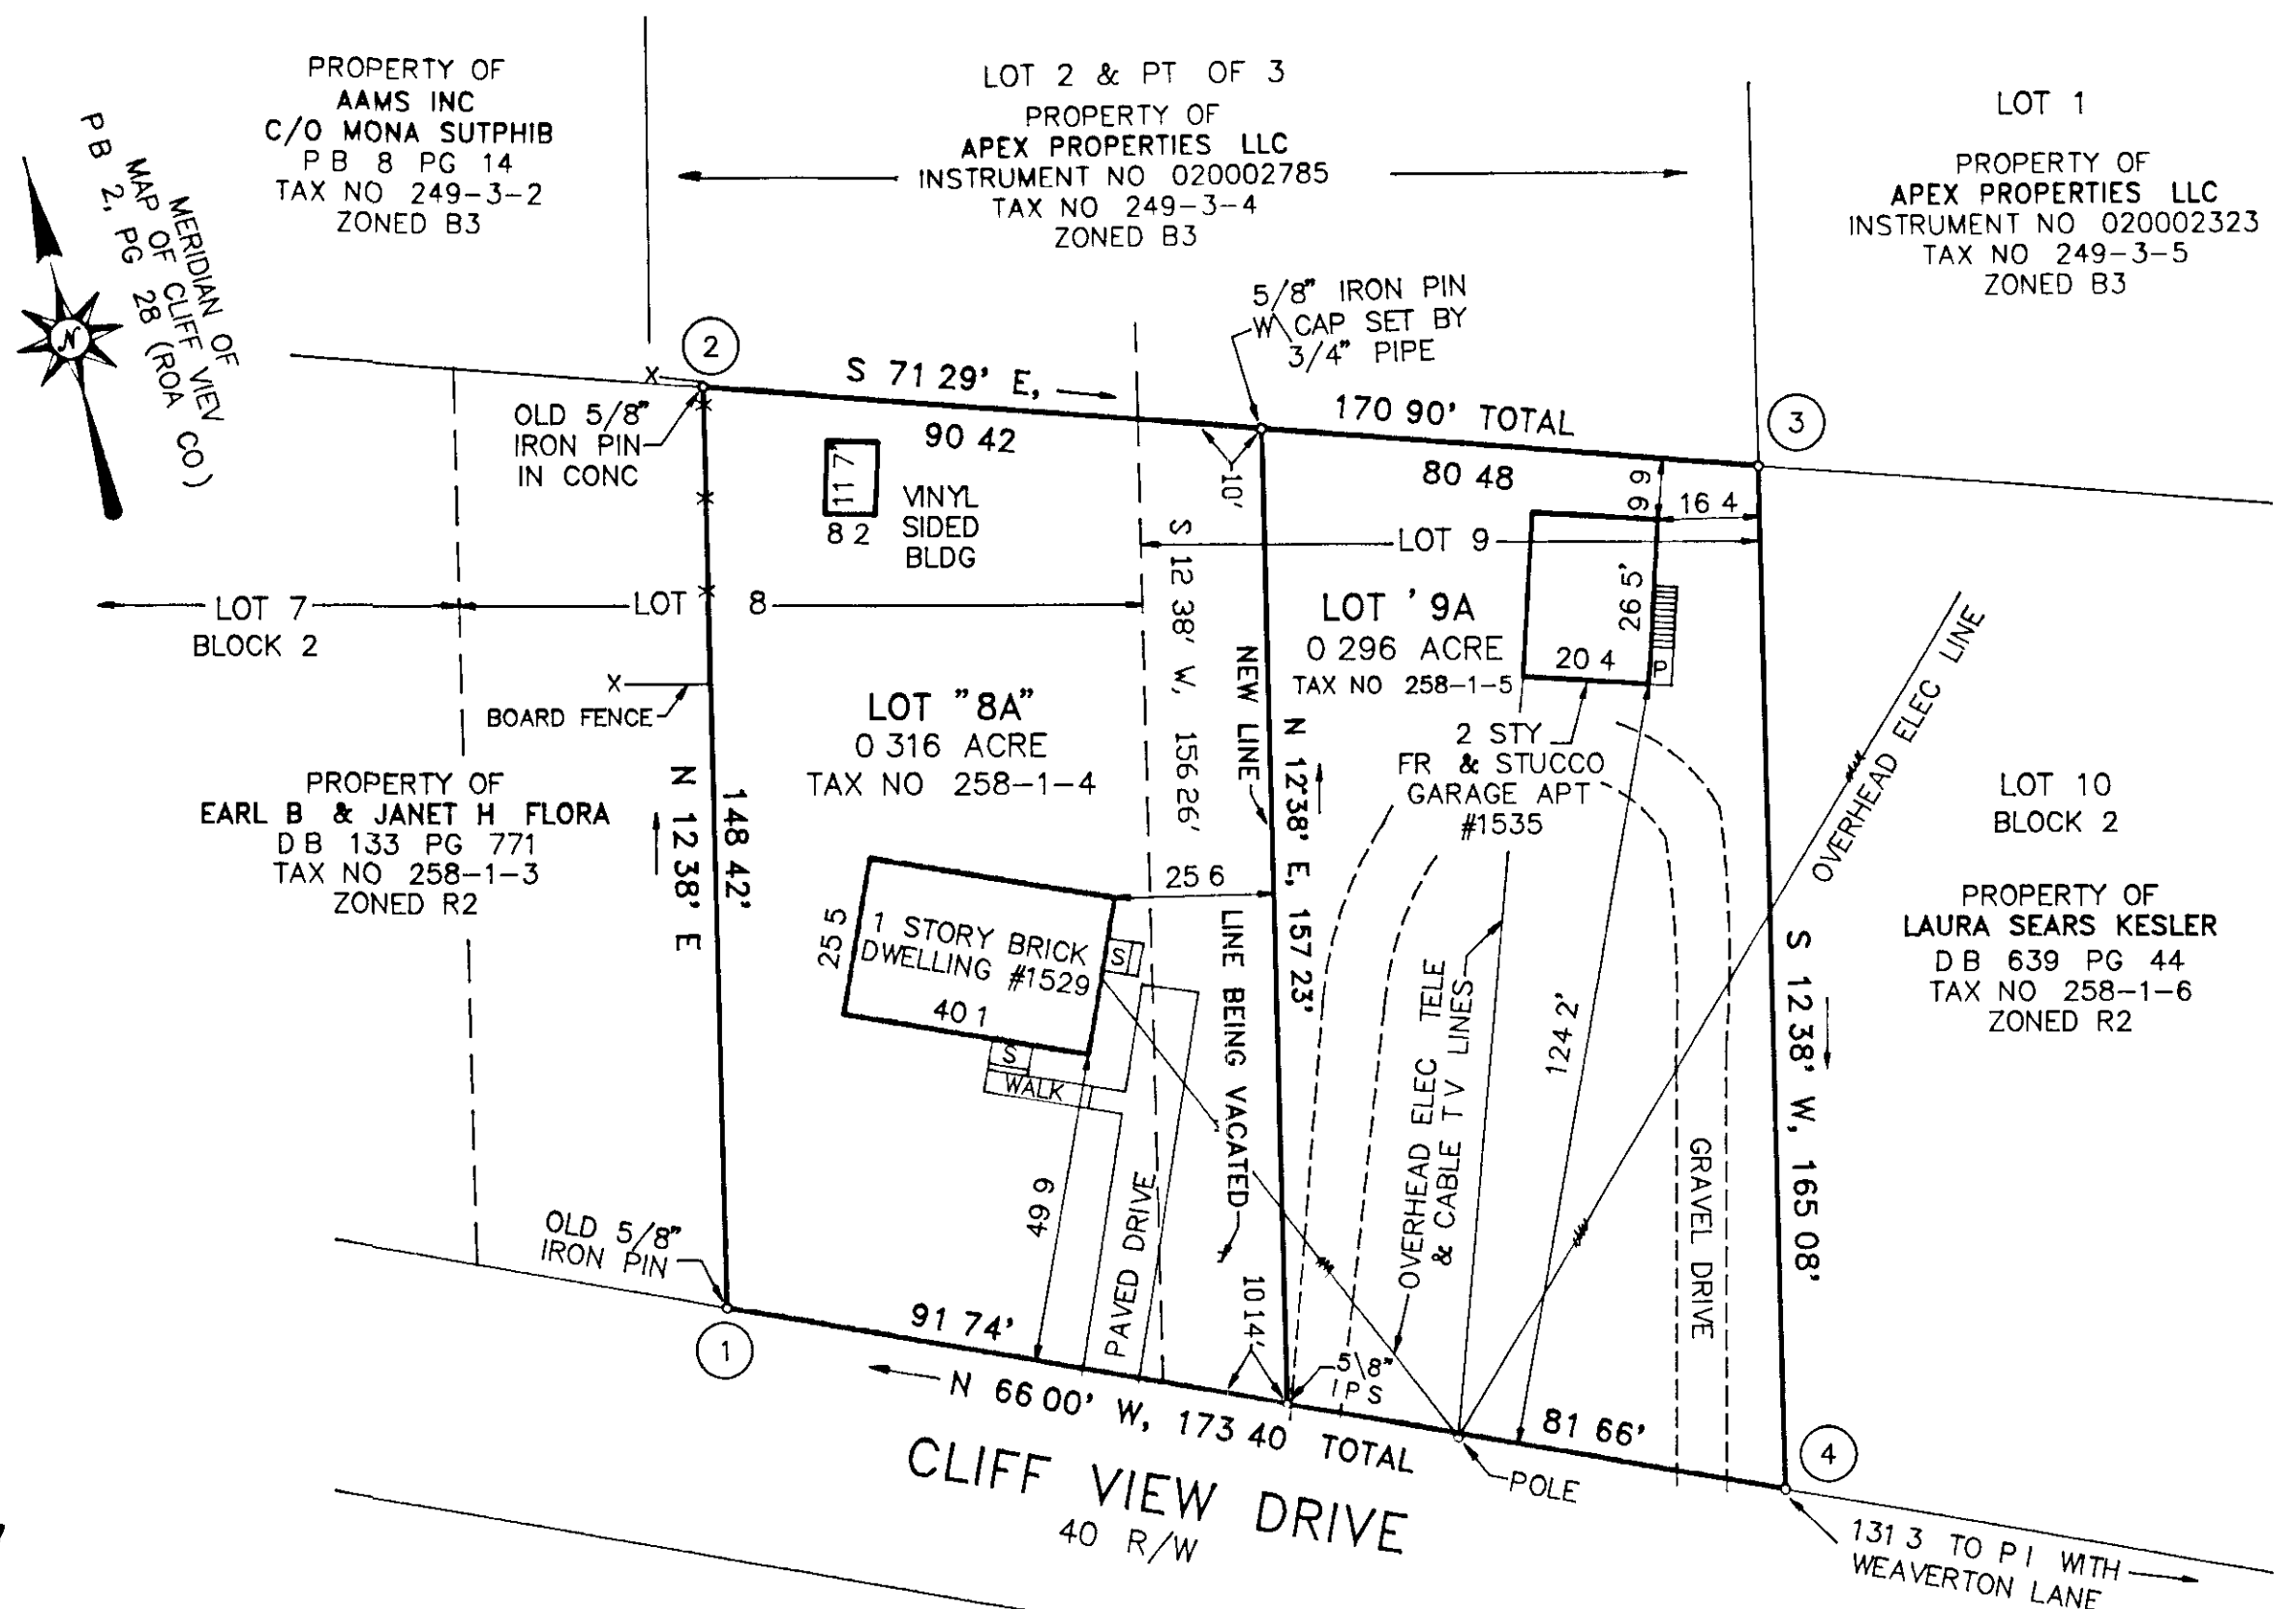 PROPERTY OF
AAMS INC
C/O MONA SUTPHIB
P B 8 PG 14
TAX NO 249-3-2
ZONED B3
LOT 2 & PT OF 3
PROPERTY OF
APEX PROPERTIES LLC
INSTRUMENT NO 020002785
TAX NO 249-3-4
ZONED B3
LOT 1
PROPERTY OF
APEX PROPERTIES LLC
INSTRUMENT NO 020002323
TAX NO 249-3-5
ZONED B3
MERIDIAN OF
MAP OF CLIFF VIEV
PB 2, PG 28 (ROA CO)
N
5/8" IRON PIN
W\CAP SET BY
3/4" PIPE
2
X
S 71 29' E,
170 90' TOTAL
3
OLD 5/8"
IRON PIN
IN CONC
90 42
80 48
10'
11 7
8 2
VINYL
SIDED
BLDG
9 9
16 4
LOT 9
LOT 7
BLOCK 2
LOT 8
S 12 38' W, 156 26'
LOT ' 9A
0 296 ACRE
TAX NO 258-1-5
26 5'
20 4
P
X
BOARD FENCE
LOT "8A"
0 316 ACRE
TAX NO 258-1-4
NEW LINE
N 12°38' E, 157 23'
2 STY
FR & STUCCO
GARAGE APT
#1535
OVERHEAD ELEC LINE
PROPERTY OF
EARL B & JANET H FLORA
D B 133 PG 771
TAX NO 258-1-3
ZONED R2
N 12 38' E
148 42'
LOT 10
BLOCK 2
PROPERTY OF
LAURA SEARS KESLER
D B 639 PG 44
TAX NO 258-1-6
ZONED R2
25 6
25 5
1 STORY BRICK
DWELLING #1529
40 1
S
S
WALK
LINE BEING VACATED
OVERHEAD ELEC TELE
& CABLE T V LINES
124 2'
S 12 38' W, 165 08'
GRAVEL DRIVE
49 9
PAVED DRIVE
OLD 5/8"
IRON PIN
1
91 74'
10 14'
5\8"
I P S
81 66'
4
N 66 00' W, 173 40 TOTAL
POLE
CLIFF VIEW DRIVE
40 R/W
131 3 TO P I WITH
WEAVERTON LANE